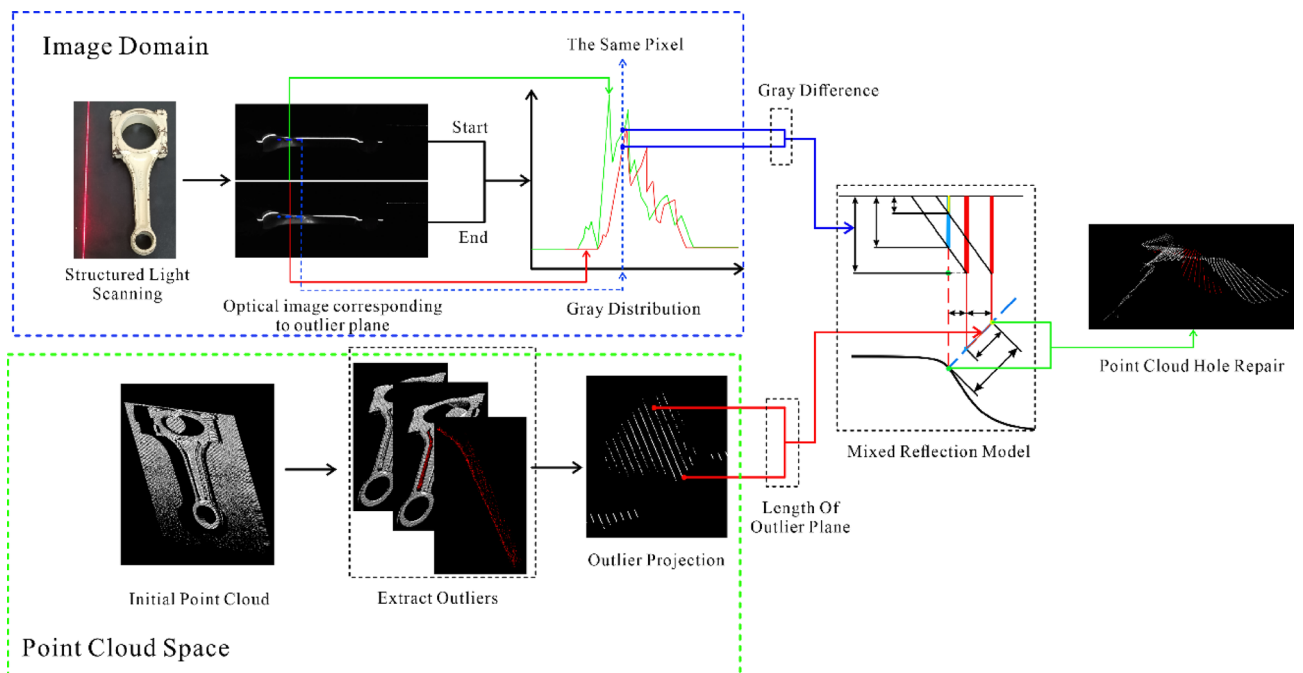 Image Domain
The Same Pixel
Gray Difference
Start
End
Structured Light
Scanning
Optical image corresponding
to outlier plane
Gray Distribution
Point Cloud Hole Repair
Mixed Reflection Model
Length Of
Outlier Plane
Initial Point Cloud
Extract Outliers
Outlier Projection
Point Cloud Space